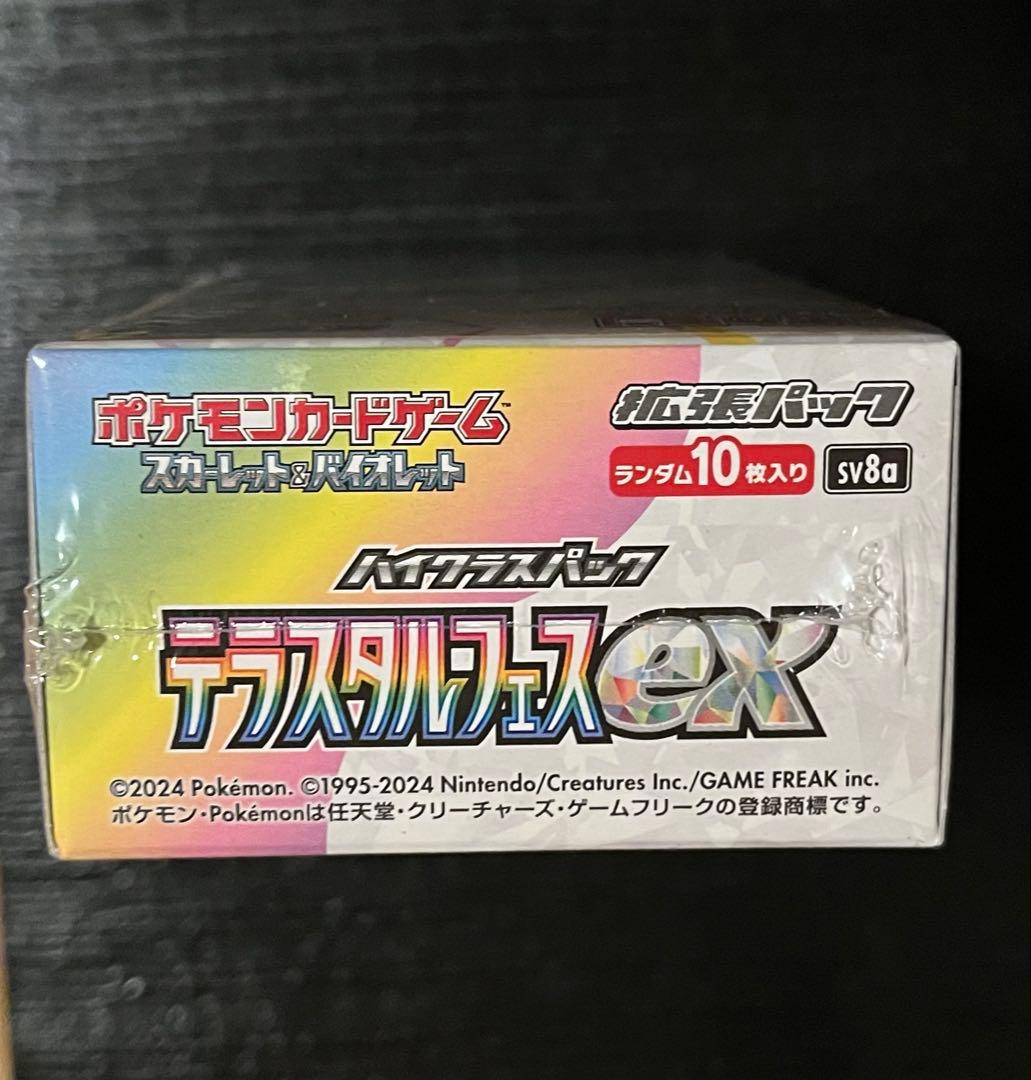 ポケモンカードゲーム™
スカーレット&バイオレット
拡張パック
ランダム10枚入り
SV8a
ハイクラスパック
テラスタルフェスex
©2024 Pokémon. ©1995-2024 Nintendo/Creatures Inc./GAME FREAK inc.
ポケモン・Pokémonは任天堂・クリーチャーズ・ゲームフリークの登録商標です。